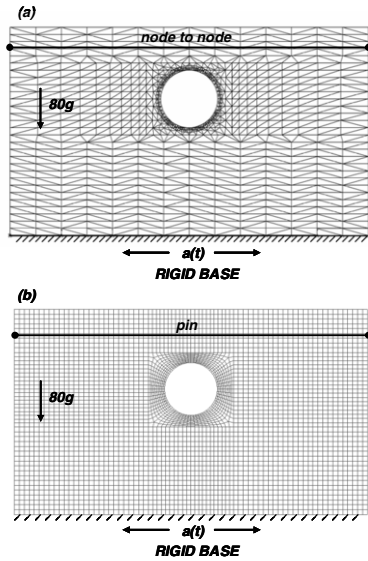 (a)
node to node
80g
a(t)
RIGID BASE
(b)
pin
80g
a(t)
RIGID BASE